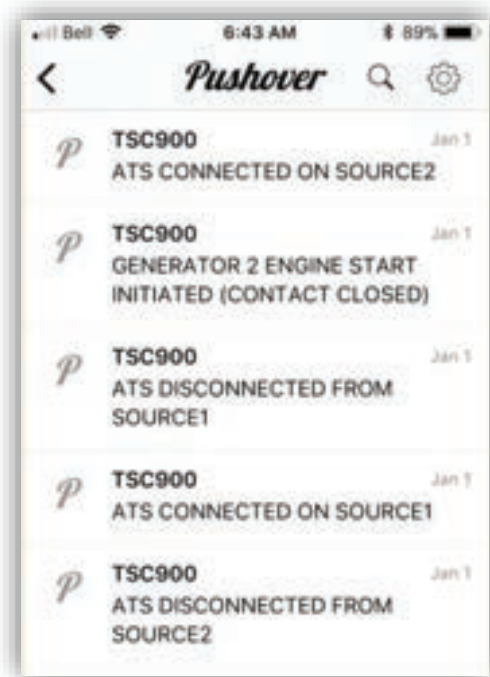 Bell 6:43 AM 89%
Pushover
TSC900 Jan 1
ATS CONNECTED ON SOURCE2
TSC900 Jan 1
GENERATOR 2 ENGINE START
INITIATED (CONTACT CLOSED)
TSC900 Jan 1
ATS DISCONNECTED FROM
SOURCE1
TSC900 Jan 1
ATS CONNECTED ON SOURCE1
TSC900 Jan 1
ATS DISCONNECTED FROM
SOURCE2